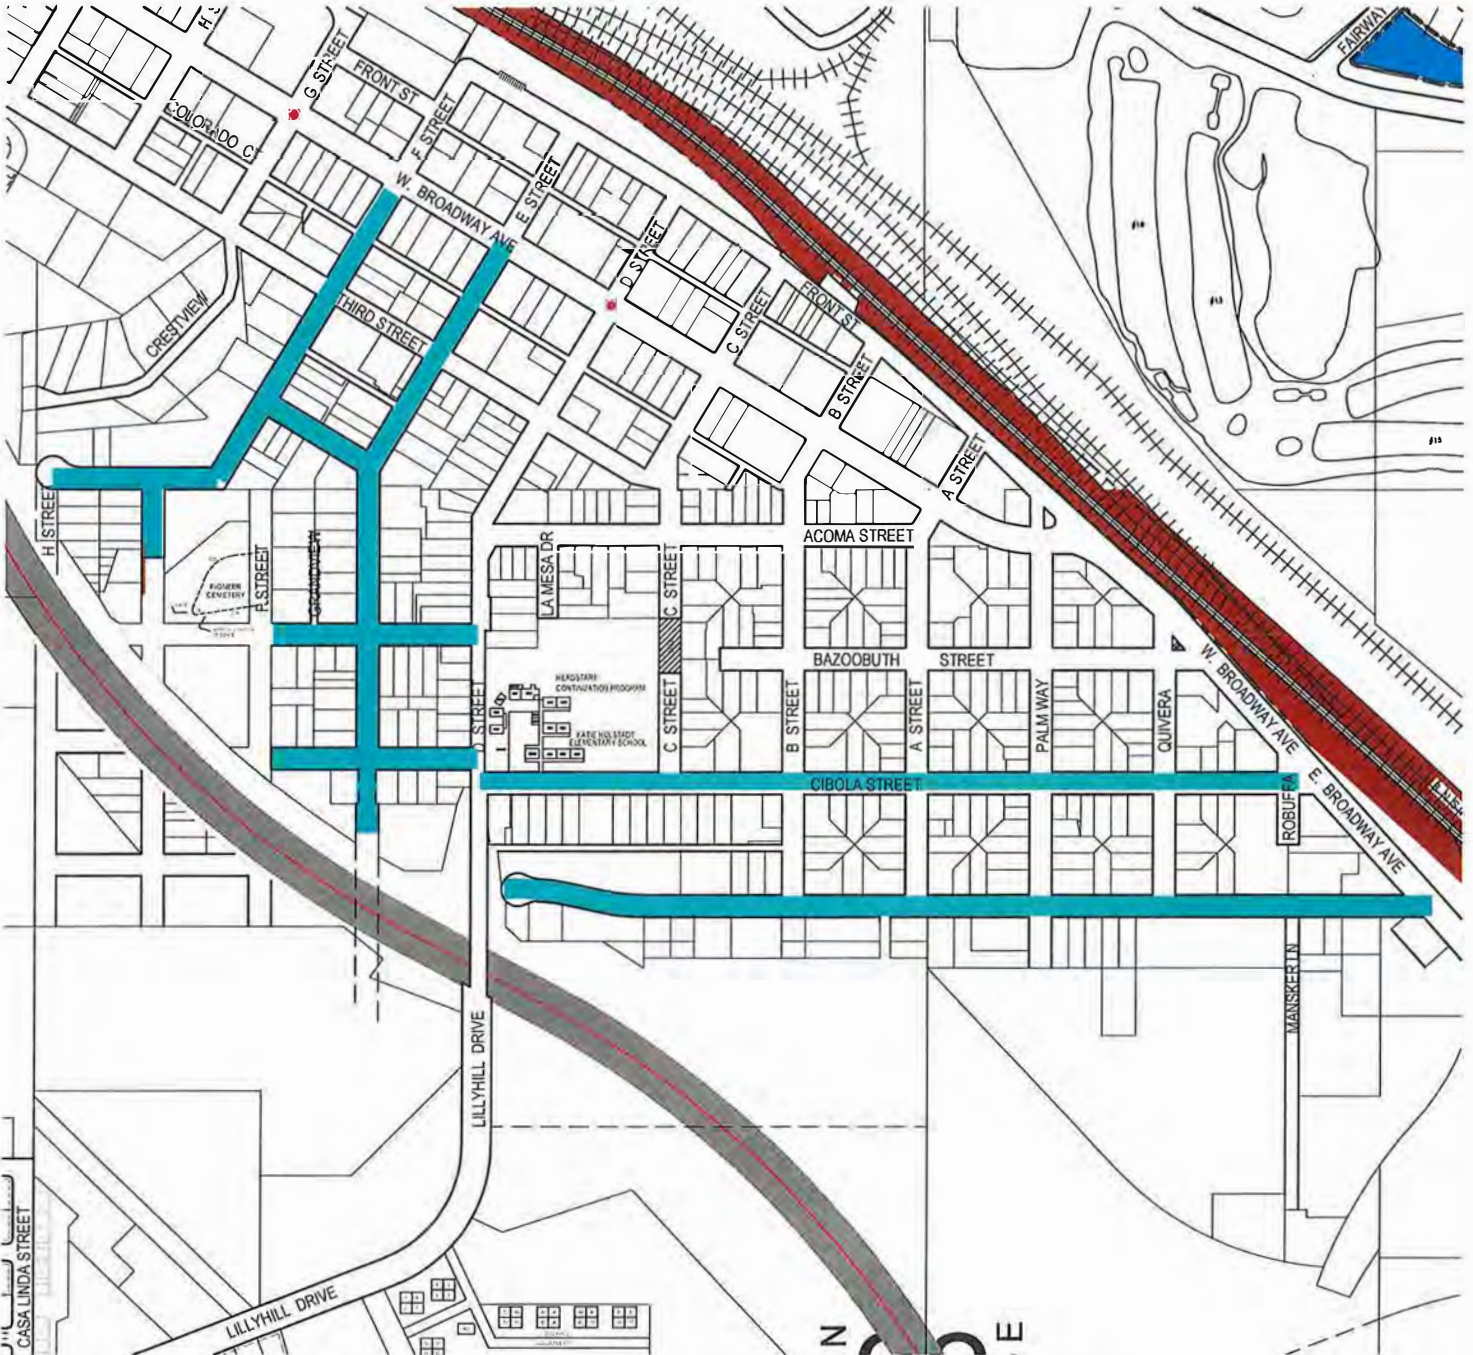 H S
FAIRWAY
G STREET
FRONT ST
COLORADO CT
F STREET
W. BROADWAY AVE
E STREET
D STREET
THIRD STREET
CRESTVIEW
C STREET
FRONT ST
B STREET
A STREET
#15
H STREET
ACOMA STREET
LA MESA DR
C STREET
F STREET
GRANDVIEW
PIONEER
CEMETERY
BAZOOBUTH STREET
W. BROADWAY AVE
HEADSTART
CONTINUATION PROGRAM
D STREET
KATIE HOLSTADT
ELEMENTARY SCHOOL
C STREET
B STREET
A STREET
PALM WAY
QUIVERA
CIBOLA STREET
ROBUFFA
E. BROADWAY AVE
MANSKER LN
LILLYHILL DRIVE
CASA LINDA STREET
LILLYHILL DRIVE
N
E